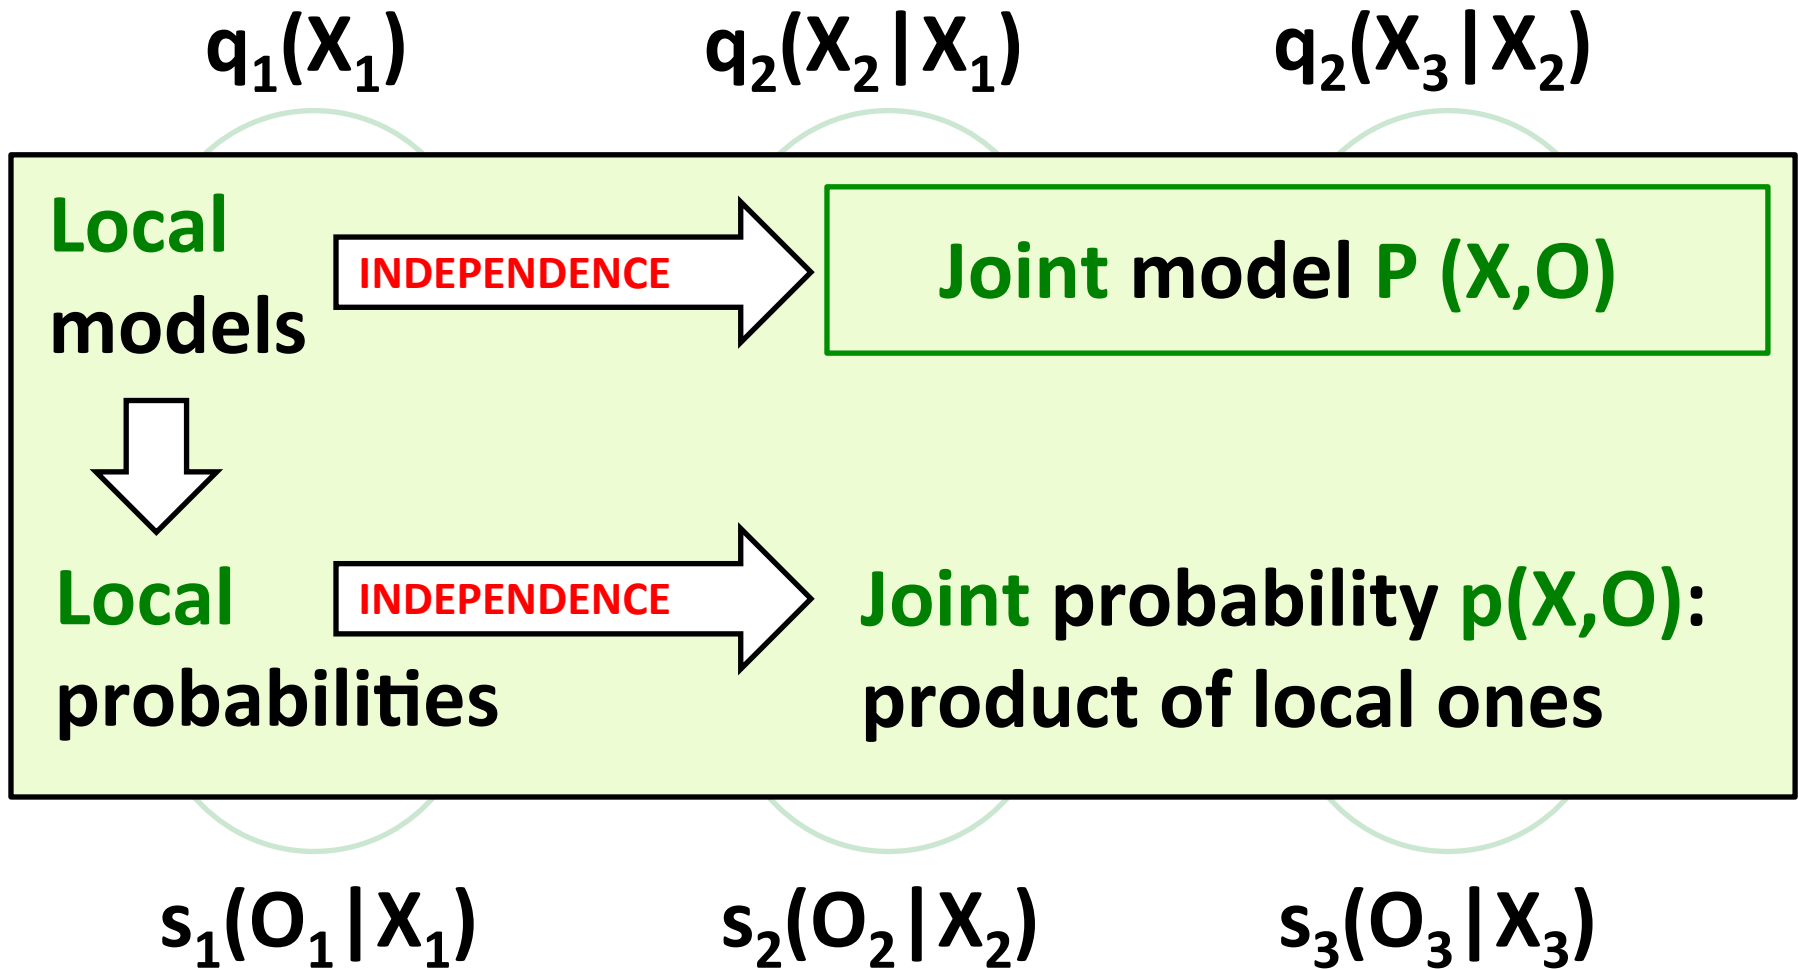 q₁(X₁) q₂(X₂|X₁) q₂(X₃|X₂)
Local
models
INDEPENDENCE
Joint model P (X,O)
Local
probabilities
INDEPENDENCE
Joint probability p(X,O):
product of local ones
s₁(O₁|X₁) s₂(O₂|X₂) s₃(O₃|X₃)